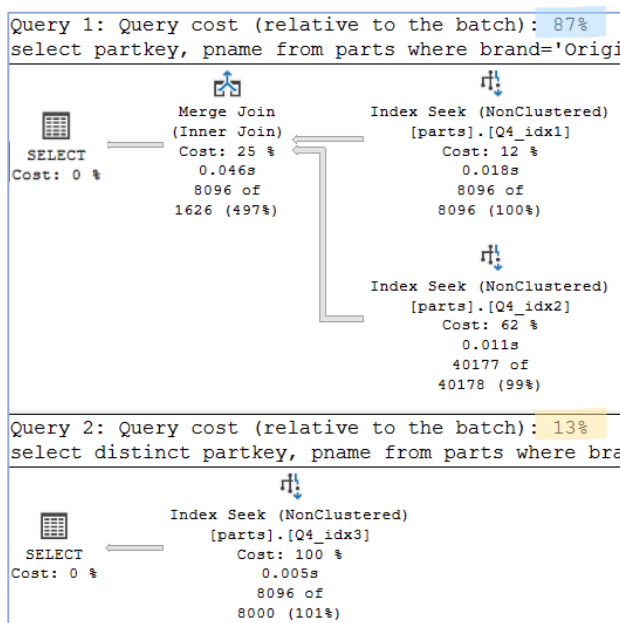 Query 1: Query cost (relative to the batch): 87%
select partkey, pname from parts where brand='Origi
Merge Join
(Inner Join)
Cost: 25 %
0.046s
8096 of
1626 (497%)
Index Seek (NonClustered)
[parts].[Q4_idx1]
Cost: 12 %
0.018s
8096 of
8096 (100%)
SELECT
Cost: 0 %
Index Seek (NonClustered)
[parts].[Q4_idx2]
Cost: 62 %
0.011s
40177 of
40178 (99%)
Query 2: Query cost (relative to the batch): 13%
select distinct partkey, pname from parts where bra
Index Seek (NonClustered)
[parts].[Q4_idx3]
Cost: 100 %
0.005s
8096 of
8000 (101%)
SELECT
Cost: 0 %